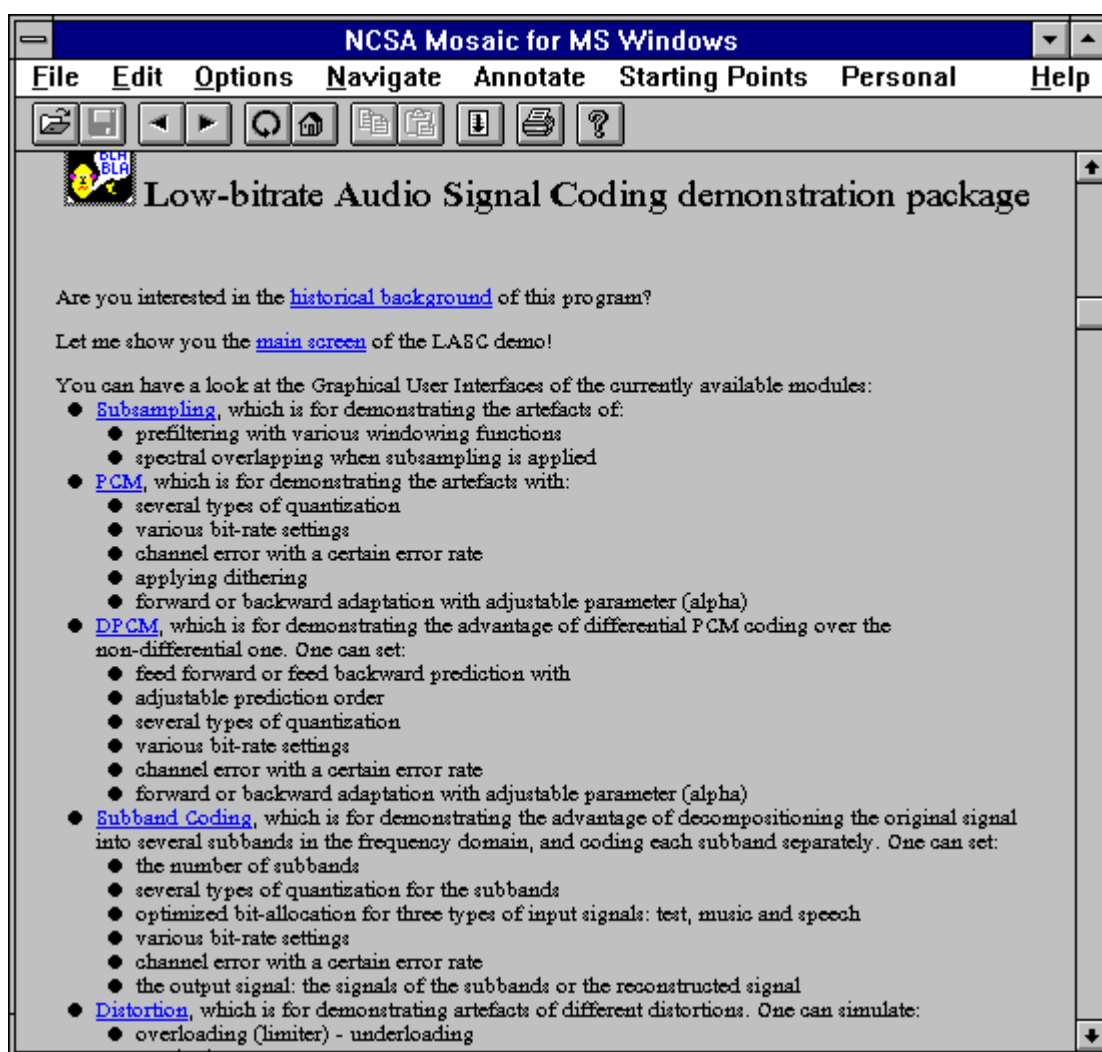 NCSA Mosaic for MS Windows
File Edit Options Navigate Annotate Starting Points Personal Help
BLA
BLA
Low-bitrate Audio Signal Coding demonstration package
Are you interested in the historical background of this program?
Let me show you the main screen of the LASC demo!
You can have a look at the Graphical User Interfaces of the currently available modules:
● Subsampling, which is for demonstrating the artefacts of:
● prefiltering with various windowing functions
● spectral overlapping when subsampling is applied
● PCM, which is for demonstrating the artefacts with:
● several types of quantization
● various bit-rate settings
● channel error with a certain error rate
● applying dithering
● forward or backward adaptation with adjustable parameter (alpha)
● DPCM, which is for demonstrating the advantage of differential PCM coding over the
non-differential one. One can set:
● feed forward or feed backward prediction with
● adjustable prediction order
● several types of quantization
● various bit-rate settings
● channel error with a certain error rate
● forward or backward adaptation with adjustable parameter (alpha)
● Subband Coding, which is for demonstrating the advantage of decompositioning the original signal
into several subbands in the frequency domain, and coding each subband separately. One can set:
● the number of subbands
● several types of quantization for the subbands
● optimized bit-allocation for three types of input signals: test, music and speech
● various bit-rate settings
● channel error with a certain error rate
● the output signal: the signals of the subbands or the reconstructed signal
● Distortion, which is for demonstrating artefacts of different distortions. One can simulate:
● overloading (limiter) - underloading